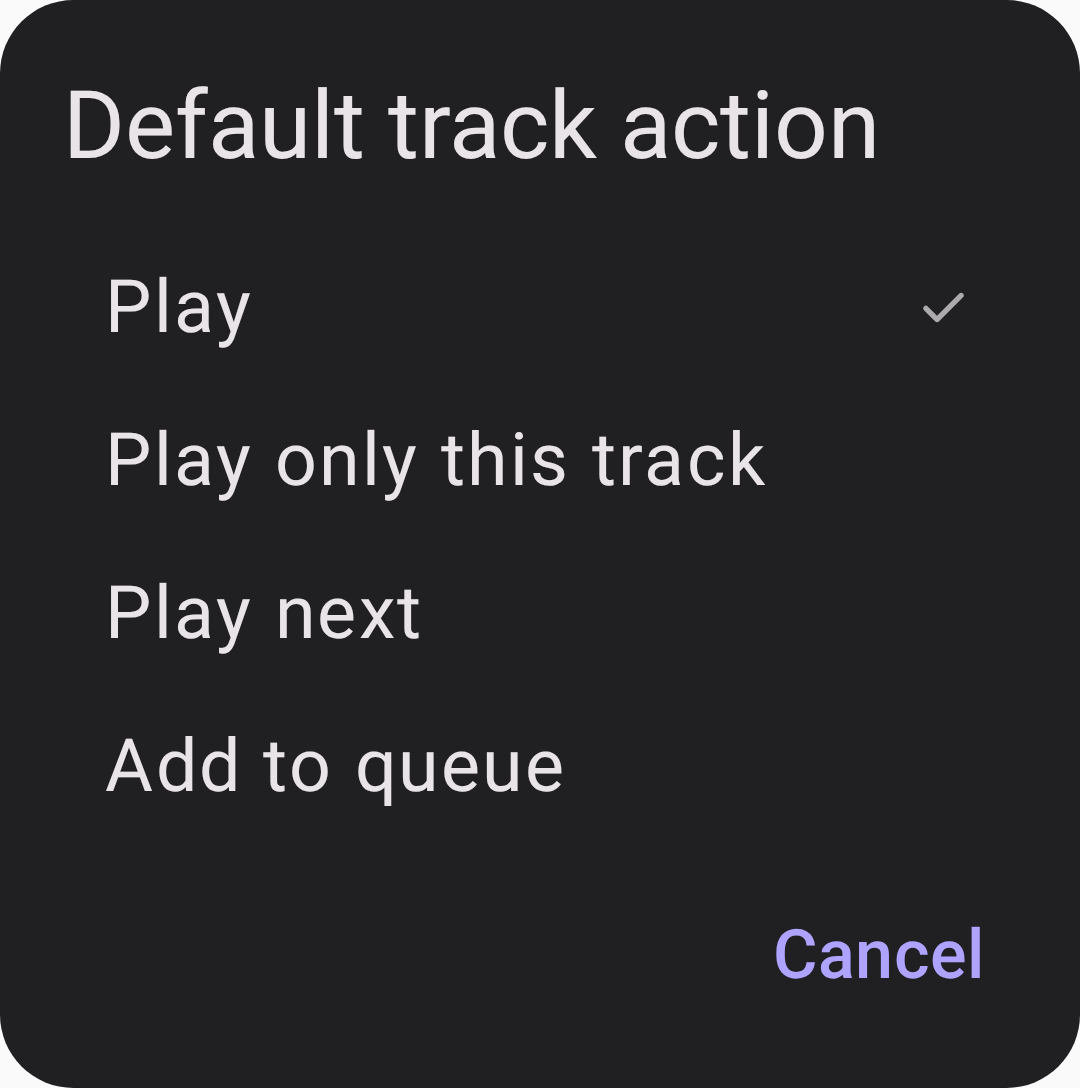 Default track action
Play
Play only this track
Play next
Add to queue
Cancel